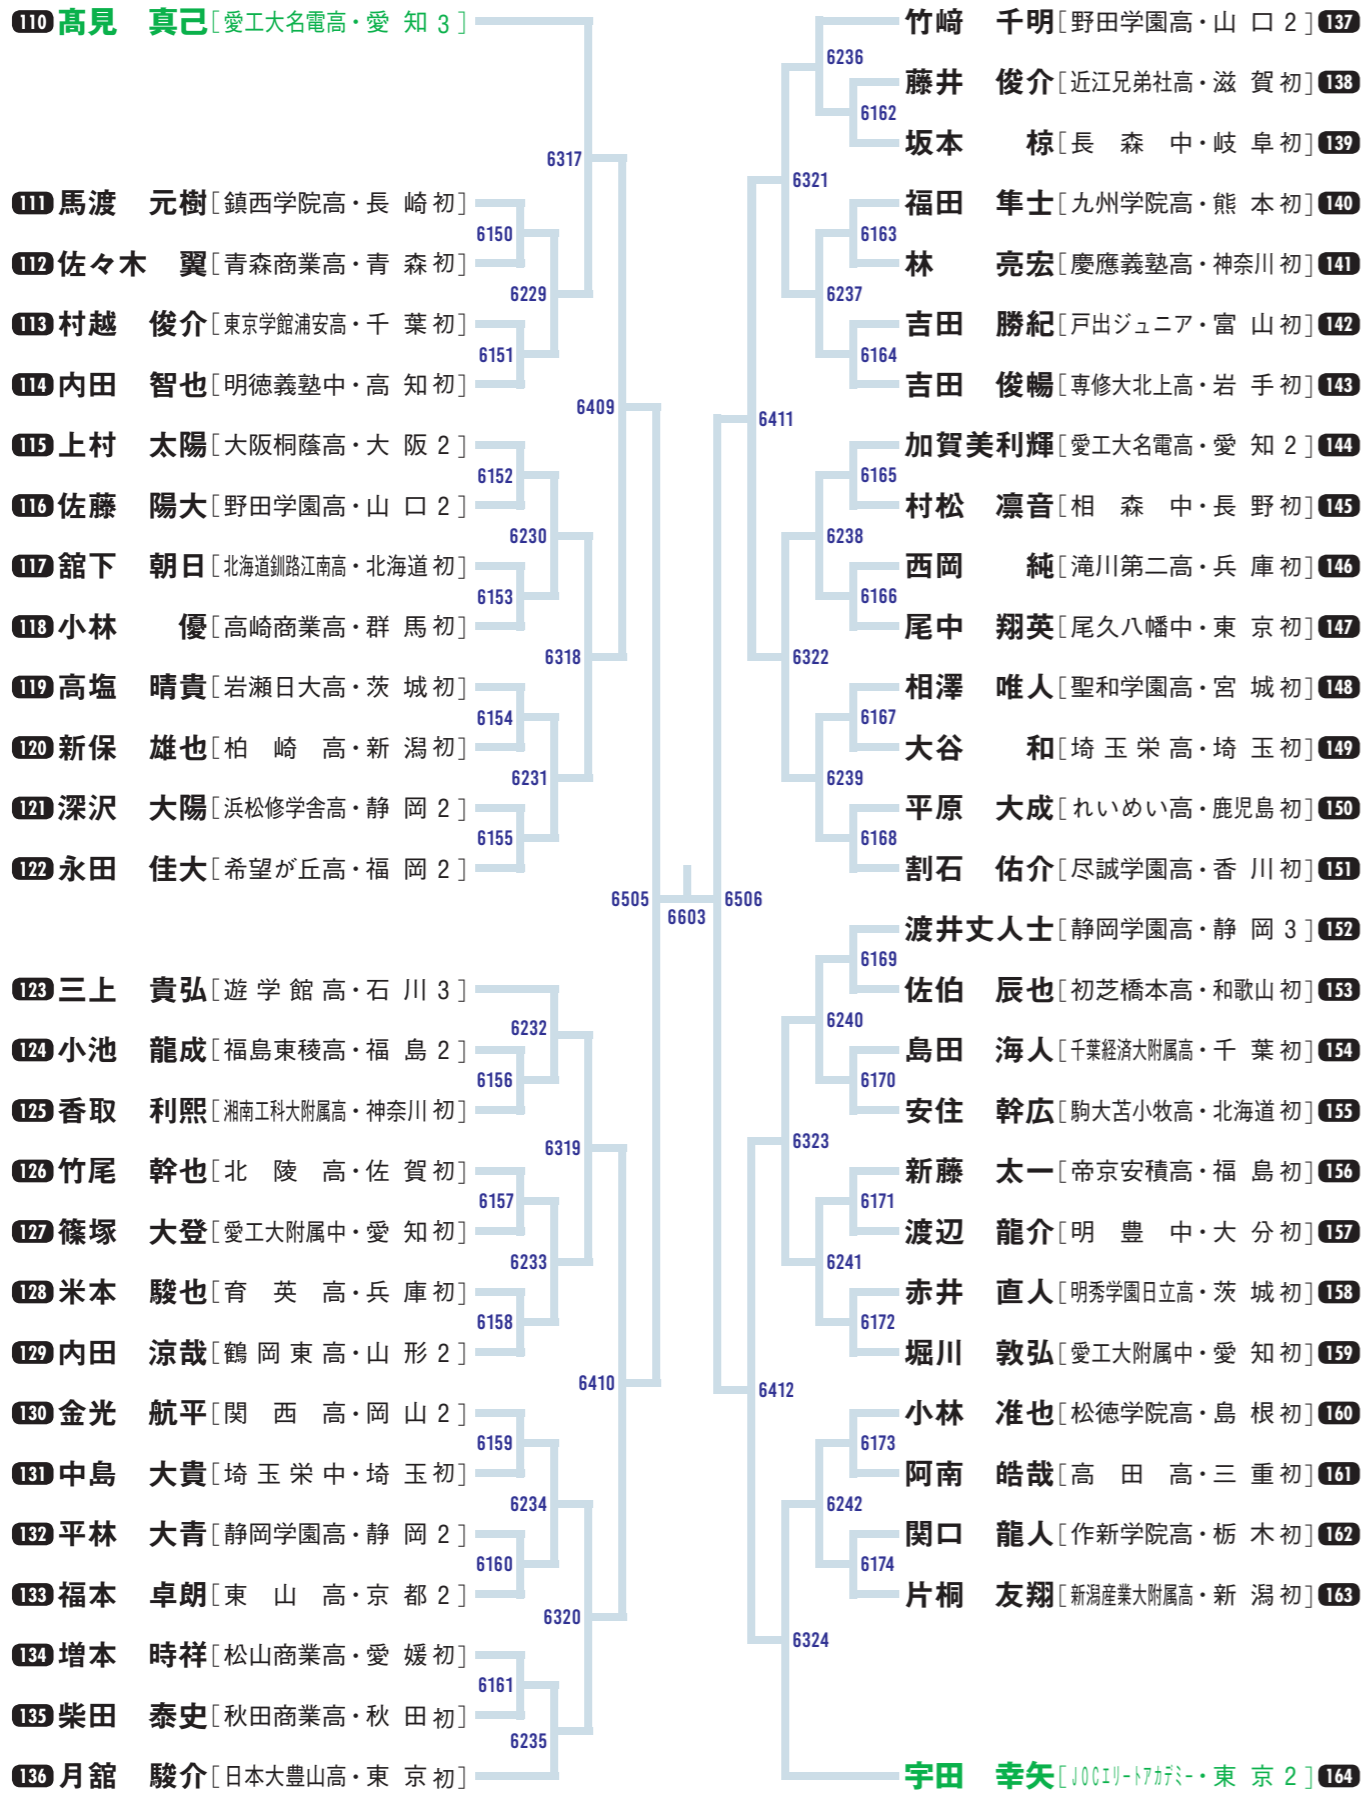 110 髙見 真己[愛工大名電高・愛 知 3 ]
6317
111 馬渡 元樹[鎮西学院高・長 崎 初]
6150
112 佐々木 翼[青森商業高・青 森 初]
6229
113 村越 俊介[東京学館浦安高・千 葉 初]
6151
114 内田 智也[明徳義塾中・高 知 初]
6409
115 上村 太陽[大阪桐蔭高・大 阪 2 ]
6152
116 佐藤 陽大[野田学園高・山 口 2 ]
6230
117 舘下 朝日[北海道釧路江南高・北海道 初]
6153
118 小林 優[高崎商業高・群 馬 初]
6318
119 高塩 晴貴[岩瀬日大高・茨 城 初]
6154
120 新保 雄也[柏 崎 高・新 潟 初]
6231
121 深沢 大陽[浜松修学舎高・静 岡 2 ]
6155
122 永田 佳大[希望が丘高・福 岡 2 ]
6505
6603
123 三上 貴弘[遊 学 館 高・石 川 3 ]
6232
124 小池 龍成[福島東稜高・福 島 2 ]
6156
125 香取 利熙[湘南工科大附属高・神奈川 初]
6319
126 竹尾 幹也[北 陵 高・佐 賀 初]
6157
127 篠塚 大登[愛工大附属中・愛 知 初]
6233
128 米本 駿也[育 英 高・兵 庫 初]
6158
129 内田 涼哉[鶴 岡 東 高・山 形 2 ]
6410
130 金光 航平[関 西 高・岡 山 2 ]
6159
131 中島 大貴[埼 玉 栄 中・埼 玉 初]
6234
132 平林 大青[静岡学園高・静 岡 2 ]
6160
133 福本 卓朗[東 山 高・京 都 2 ]
6320
134 増本 時祥[松山商業高・愛 媛 初]
6161
135 柴田 泰史[秋田商業高・秋 田 初]
6235
136 月舘 駿介[日本大豊山高・東 京 初]
竹﨑 千明[野田学園高・山 口 2 ] 137
6236
藤井 俊介[近江兄弟社高・滋 賀 初] 138
6162
坂本 椋[長 森 中・岐 阜 初] 139
6321
福田 隼士[九州学院高・熊 本 初] 140
6163
林 亮宏[慶應義塾高・神奈川 初] 141
6237
吉田 勝紀[戸出ジュニア・富 山 初] 142
6164
吉田 俊暢[専修大北上高・岩 手 初] 143
6411
加賀美利輝[愛工大名電高・愛 知 2 ] 144
6165
村松 凛音[相 森 中・長 野 初] 145
6238
西岡 純[滝川第二高・兵 庫 初] 146
6166
尾中 翔英[尾久八幡中・東 京 初] 147
6322
相澤 唯人[聖和学園高・宮 城 初] 148
6167
大谷 和[埼 玉 栄 高・埼 玉 初] 149
6239
平原 大成[れいめい高・鹿児島 初] 150
6168
割石 佑介[尽誠学園高・香 川 初] 151
6506
渡井丈人士[静岡学園高・静 岡 3 ] 152
6169
佐伯 辰也[初芝橋本高・和歌山 初] 153
6240
島田 海人[千葉経済大附属高・千 葉 初] 154
6170
安住 幹広[駒大苫小牧高・北海道 初] 155
6323
新藤 太一[帝京安積高・福 島 初] 156
6171
渡辺 龍介[明 豊 中・大 分 初] 157
6241
赤井 直人[明秀学園日立高・茨 城 初] 158
6172
堀川 敦弘[愛工大附属中・愛 知 初] 159
6412
小林 准也[松徳学院高・島 根 初] 160
6173
阿南 皓哉[高 田 高・三 重 初] 161
6242
関口 龍人[作新学院高・栃 木 初] 162
6174
片桐 友翔[新潟産業大附属高・新 潟 初] 163
6324
宇田 幸矢[JOCエリートアカデミー・東 京 2 ] 164